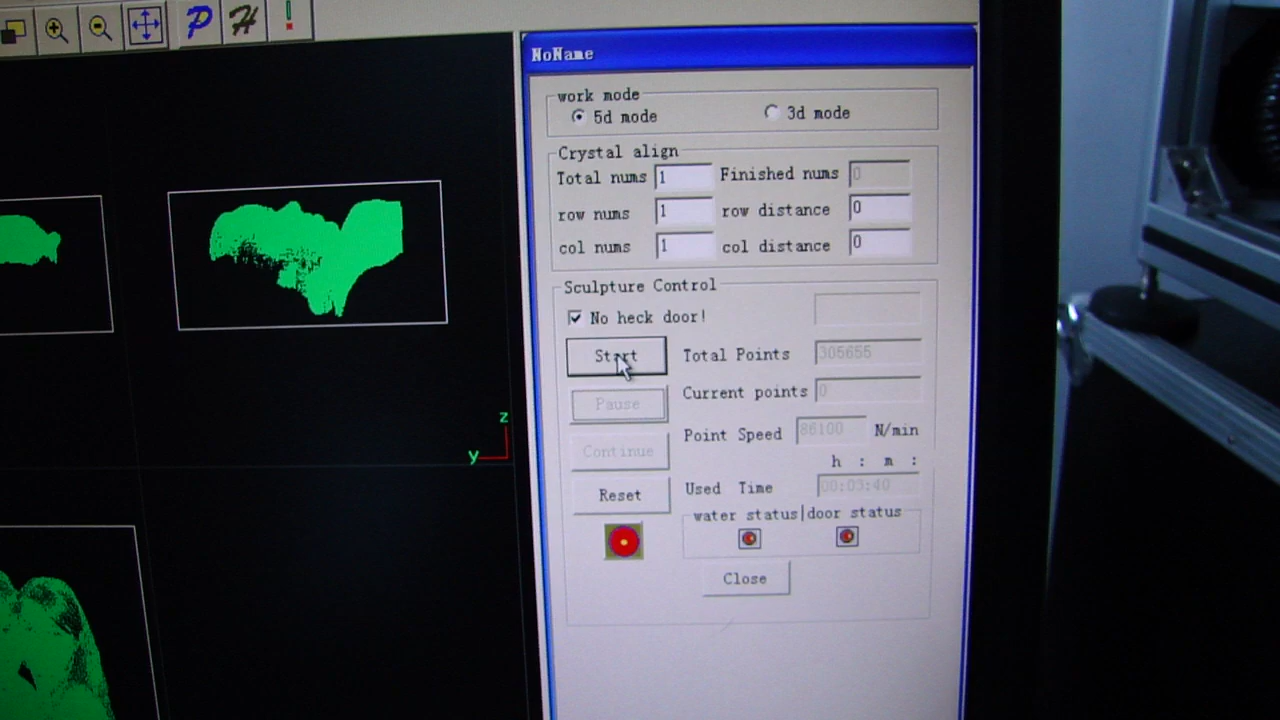 P H !
NoName
work mode
5d mode 3d mode
Crystal align
Total nums 1 Finished nums 0
row nums 1 row distance 0
col nums 1 col distance 0
Sculpture Control
No heck door!
Start Total Points 305655
Pause Current points 0
Point Speed 86100 N/min
Continue h : m :
Reset Used Time 00:03:40
water status|door status
Close
z
y